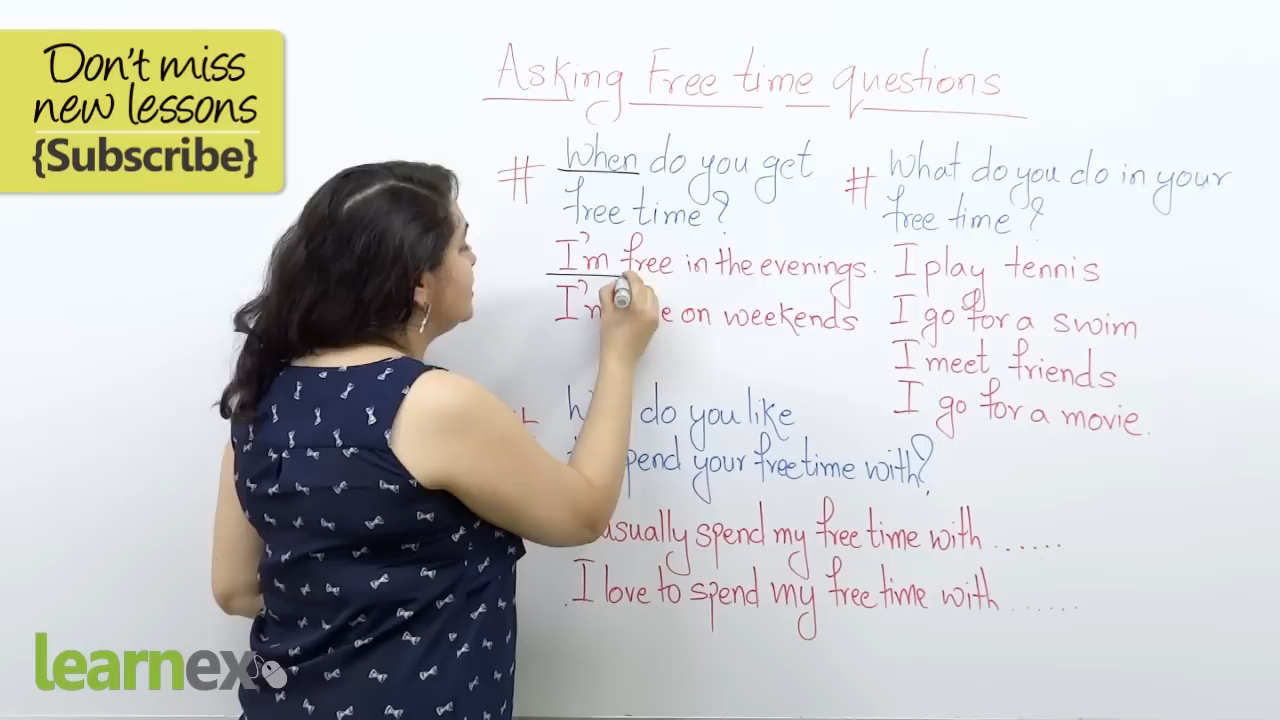 Don't miss
new lessons
{Subscribe}
Asking Free time questions
# When do you get
free time?
I'm free in the evenings.
on weekends
# What do you do in your
free time?
I play tennis
I go for a swim
I meet friends
I go for a movie.
do you like
spend your free time with?
usually spend my free time with ......
I love to spend my free time with .......
learnex